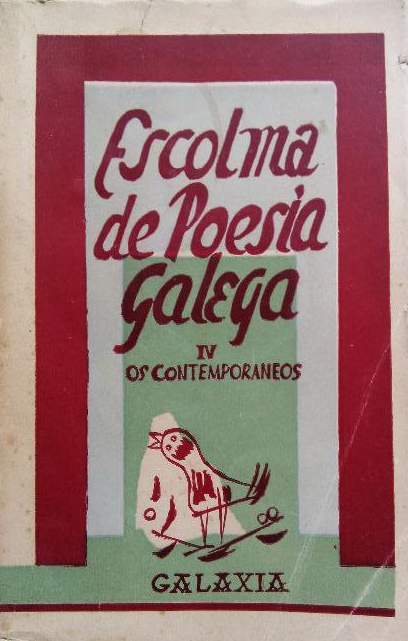 Escolma
de Poesia
Galega
IV
OS CONTEMPORANEOS
GALAXIA